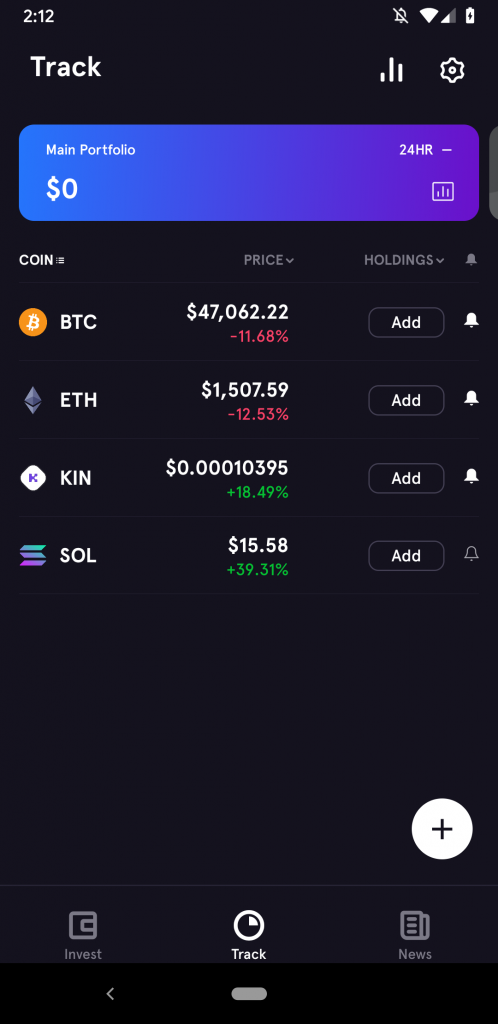 2:12
Track
Main Portfolio 24HR –
$0
COIN PRICE HOLDINGS
BTC $47,062.22 Add
-11.68%
ETH $1,507.59 Add
-12.53%
KIN $0.00010395 Add
+18.49%
SOL $15.58 Add
+39.31%
+
Invest Track News